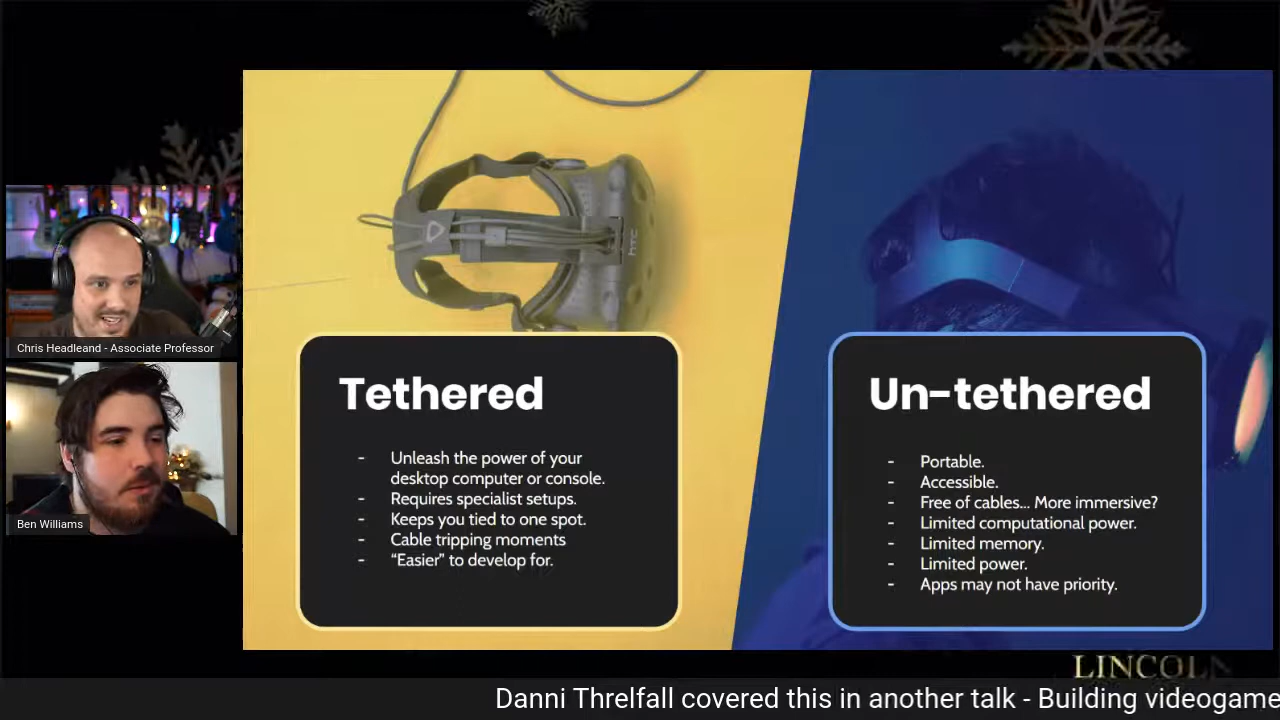 Chris Headleand - Associate Professor
Ben Williams
hTC
Tethered
- Unleash the power of your
desktop computer or console.
- Requires specialist setups.
- Keeps you tied to one spot.
- Cable tripping moments
- “Easier” to develop for.
Un-tethered
- Portable.
- Accessible.
- Free of cables... More immersive?
- Limited computational power.
- Limited memory.
- Limited power.
- Apps may not have priority.
LINCOLN
Danni Threlfall covered this in another talk - Building videogame